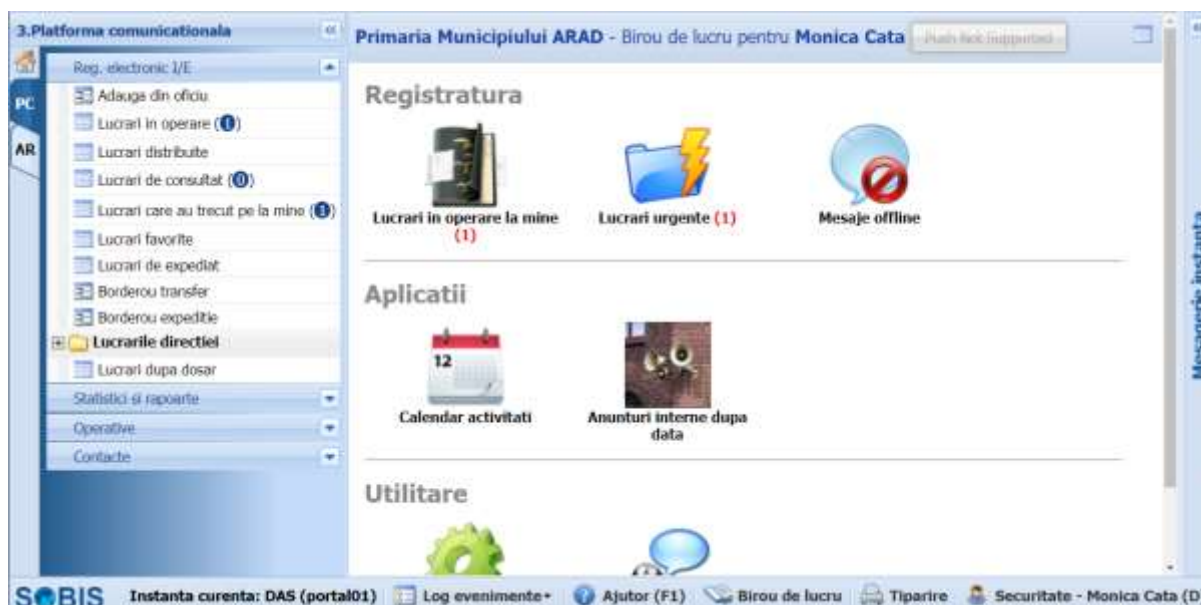 3.Platforma comunicationala
Primaria Municipiului ARAD - Birou de lucru pentru Monica Cata
Push Not Supported
Reg. electronic I/E
PC
AR
Adauga din oficiu
Lucrari in operare (1)
Lucrari distribuite
Lucrari de consultat (0)
Lucrari care au trecut pe la mine (3)
Lucrari favorite
Lucrari de expediat
Borderou transfer
Borderou expeditie
Lucrarile directiei
Lucrari dupa dosar
Statistici si rapoarte
Operative
Contacte
Registratura
Lucrari in operare la mine
(1)
Lucrari urgente (1)
Mesaje offline
Aplicatii
12
Calendar activitati
Anunturi interne dupa
data
Utilitare
Mesagerie instanta
SOBIS
Instanta curenta: DAS (portal01)
Log evenimente
Ajutor (F1)
Birou de lucru
Tiparire
Securitate - Monica Cata (D